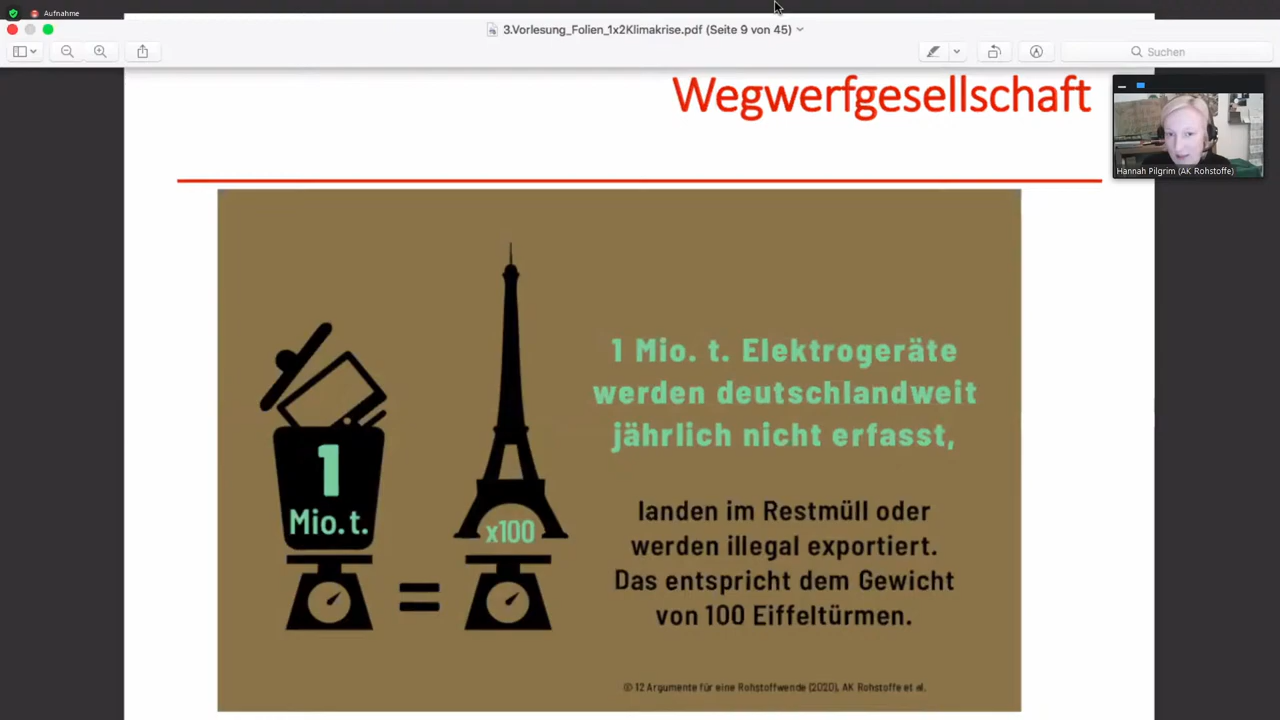 Aufnahme
3.Vorlesung_Folien_1x2Klimakrise.pdf (Seite 9 von 45)
Suchen
Wegwerfgesellschaft
Hannah Pilgrim (AK Rohstoffe)
1 Mio. t. Elektrogeräte
werden deutschlandweit
jährlich nicht erfasst,
1
Mio. t.
x100
landen im Restmüll oder
werden illegal exportiert.
Das entspricht dem Gewicht
von 100 Eiffeltürmen.
=
© 12 Argumente für eine Rohstoffwende (2020), AK Rohstoffe et al.